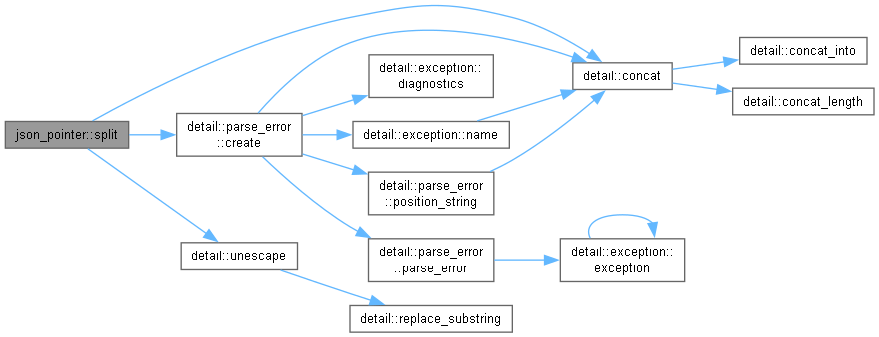 json_pointer::split
detail::parse_error
::create
detail::unescape
detail::exception::
diagnostics
detail::exception::name
detail::parse_error
::position_string
detail::parse_error
::parse_error
detail::replace_substring
detail::concat
detail::exception::
exception
detail::concat_into
detail::concat_length